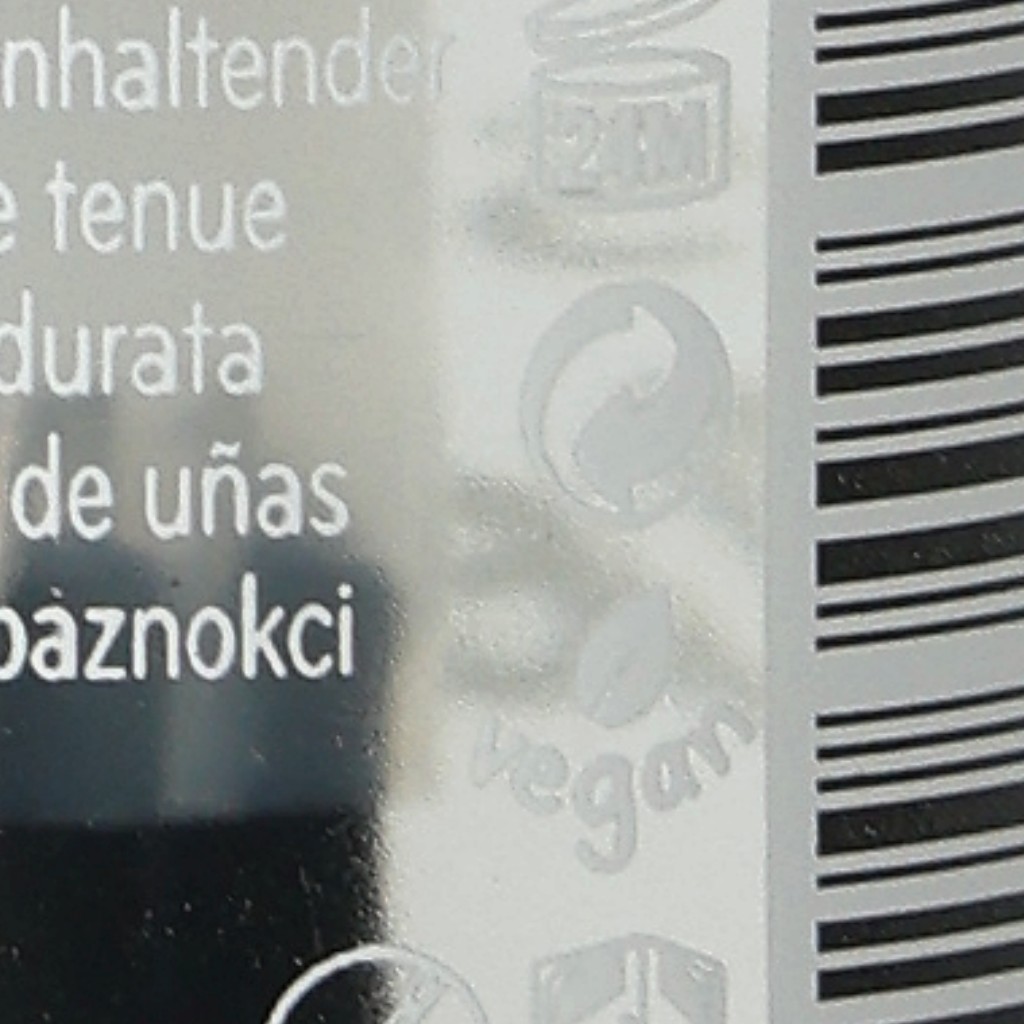 nhaltender
24M
e tenue
durata
de uñas
paznokci
vegan